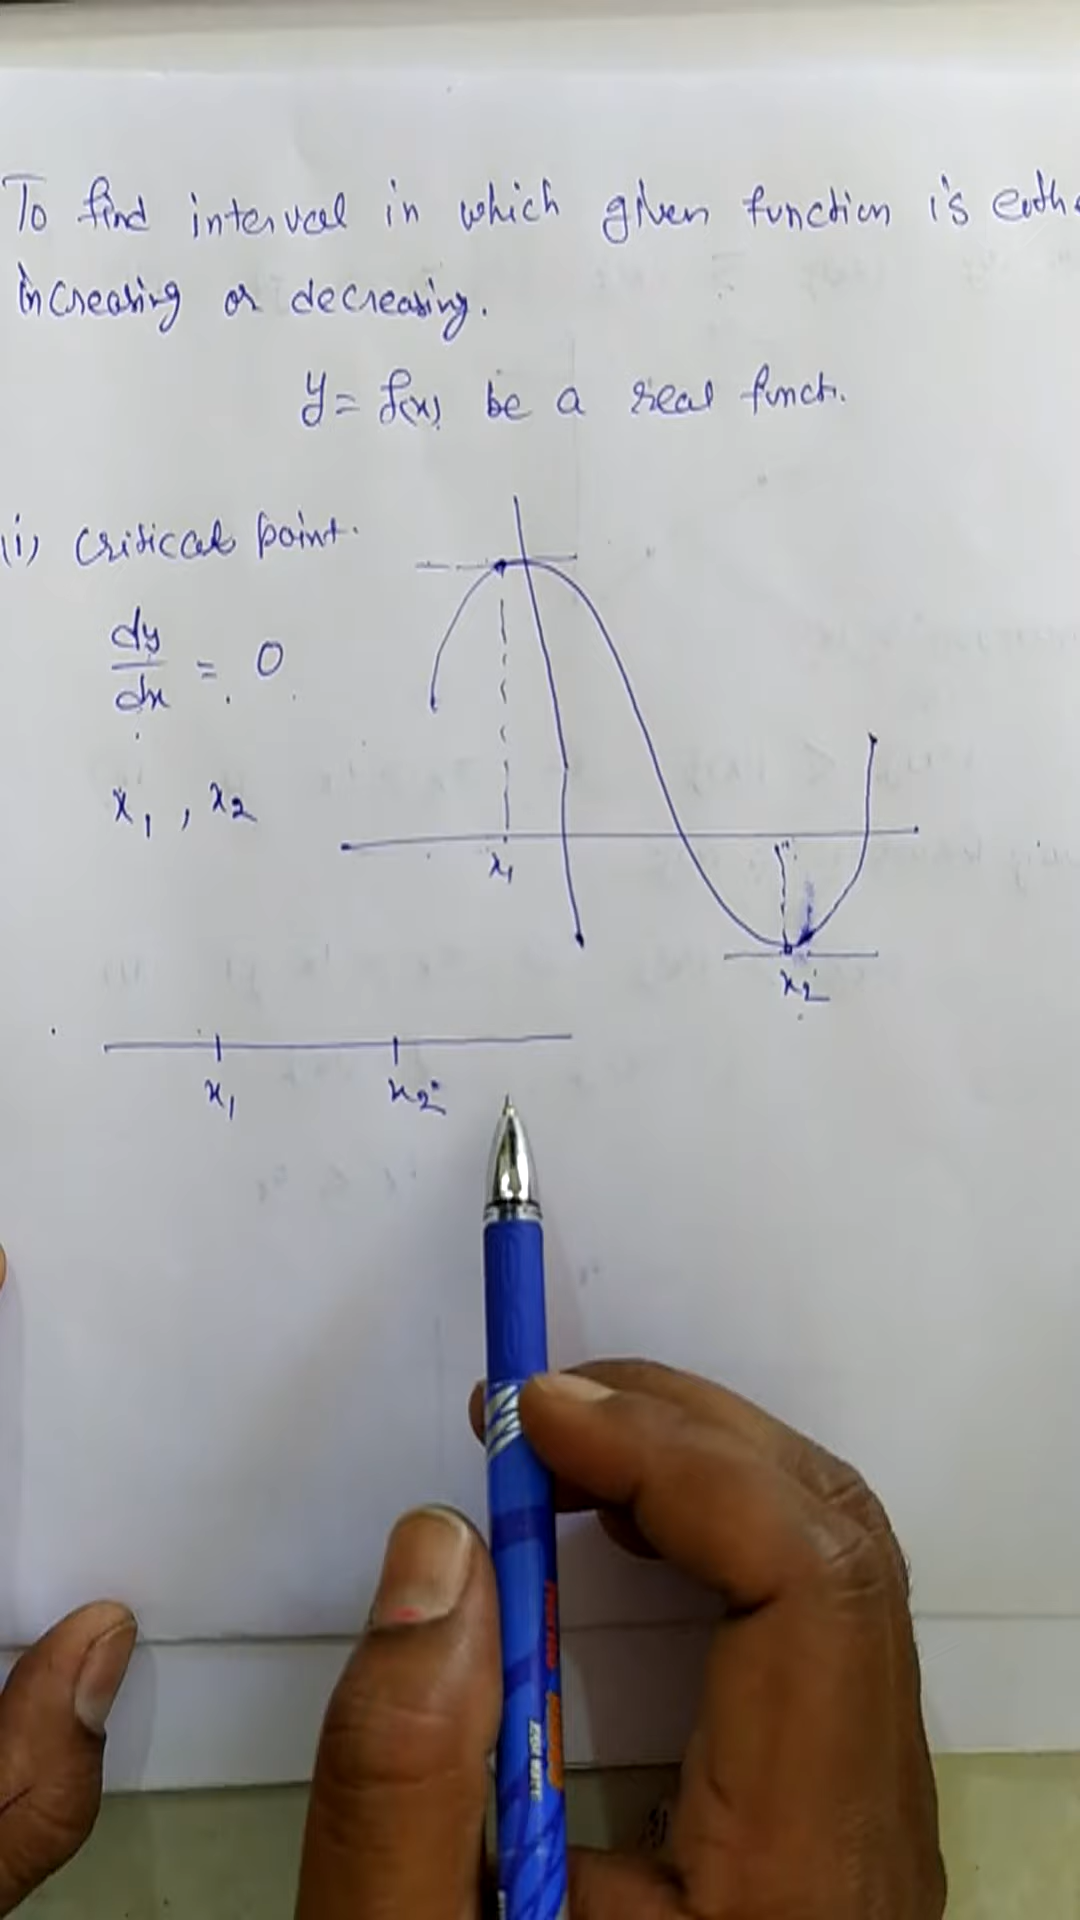 To find interval in which given function is eithe
increasing or decreasing.
y = f(x) be a real funct.
(i) critical point.
dy/dx = 0
x₁ , x₂
x₁
x₂
x₁ x₂